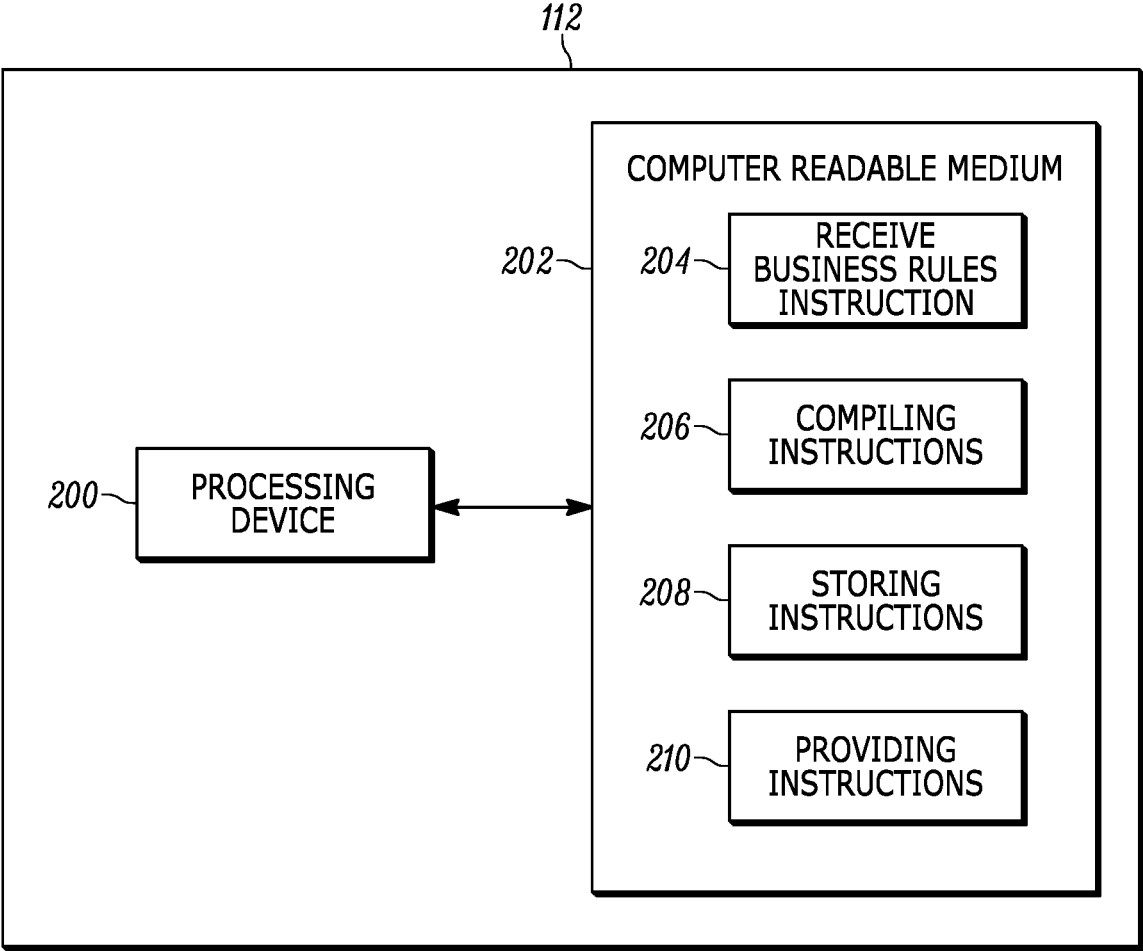 112
COMPUTER READABLE MEDIUM
202
204
RECEIVE
BUSINESS RULES
INSTRUCTION
206
COMPILING
INSTRUCTIONS
200
PROCESSING
DEVICE
208
STORING
INSTRUCTIONS
210
PROVIDING
INSTRUCTIONS